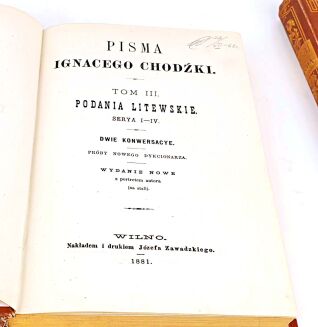 PISMA
IGNACEGO CHODŹKI.
TOM III.
PODANIA LITEWSKIE.
SERYA I—IV.
DWIE KONWERSACYE.
PRÓBY NOWEGO DYKCIONARZA.
WYDANIE NOWE
z portretem autora
(na stali).
WILNO.
Nakładem i drukiem Józefa Zawadzkiego.
1881.